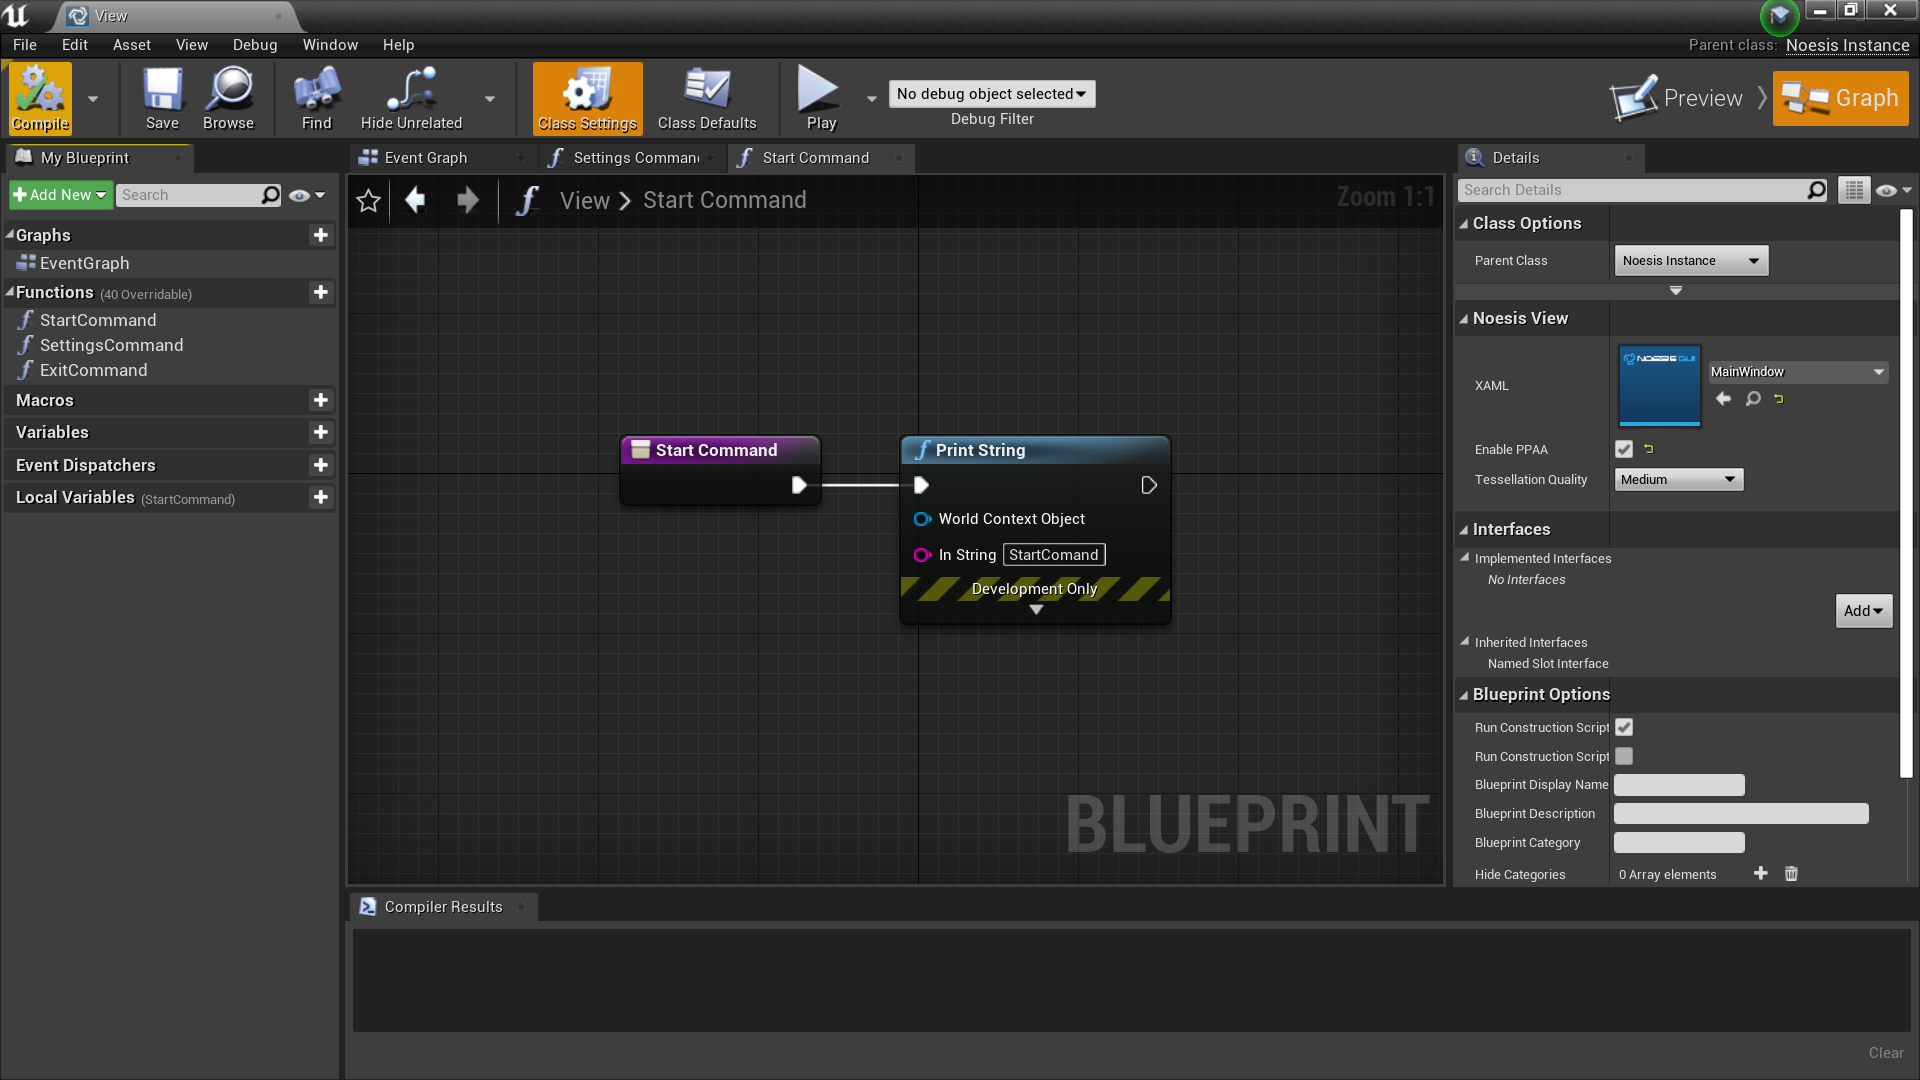 View
File Edit Asset View Debug Window Help
Parent class: Noesis Instance
Compile
Save
Browse
Find
Hide Unrelated
Class Settings
Class Defaults
Play
No debug object selected
Debug Filter
Preview
Graph
My Blueprint
Add New
Search
Graphs
EventGraph
Functions (40 Overridable)
StartCommand
SettingsCommand
ExitCommand
Macros
Variables
Event Dispatchers
Local Variables (StartCommand)
Event Graph
Settings Comman
Start Command
View > Start Command
Zoom 1:1
Start Command
Print String
World Context Object
In String StartComand
Development Only
BLUEPRINT
Compiler Results
Clear
Details
Search Details
Class Options
Parent Class Noesis Instance
Noesis View
XAML
NOESIS GUI
MainWindow
Enable PPAA
Tessellation Quality Medium
Interfaces
Implemented Interfaces
No Interfaces
Add
Inherited Interfaces
Named Slot Interface
Blueprint Options
Run Construction Script
Run Construction Script
Blueprint Display Name
Blueprint Description
Blueprint Category
Hide Categories 0 Array elements